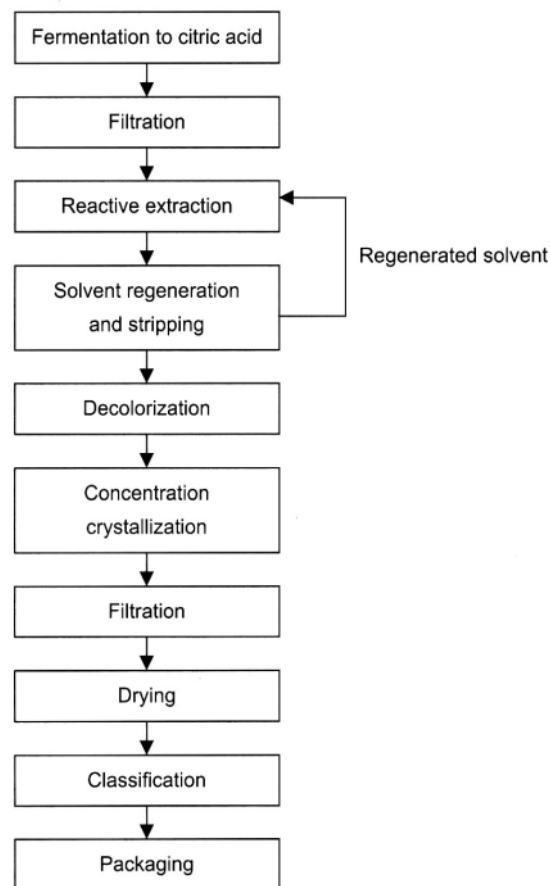 Fermentation to citric acid
Filtration
Reactive extraction
Regenerated solvent
Solvent regeneration
and stripping
Decolorization
Concentration
crystallization
Filtration
Drying
Classification
Packaging